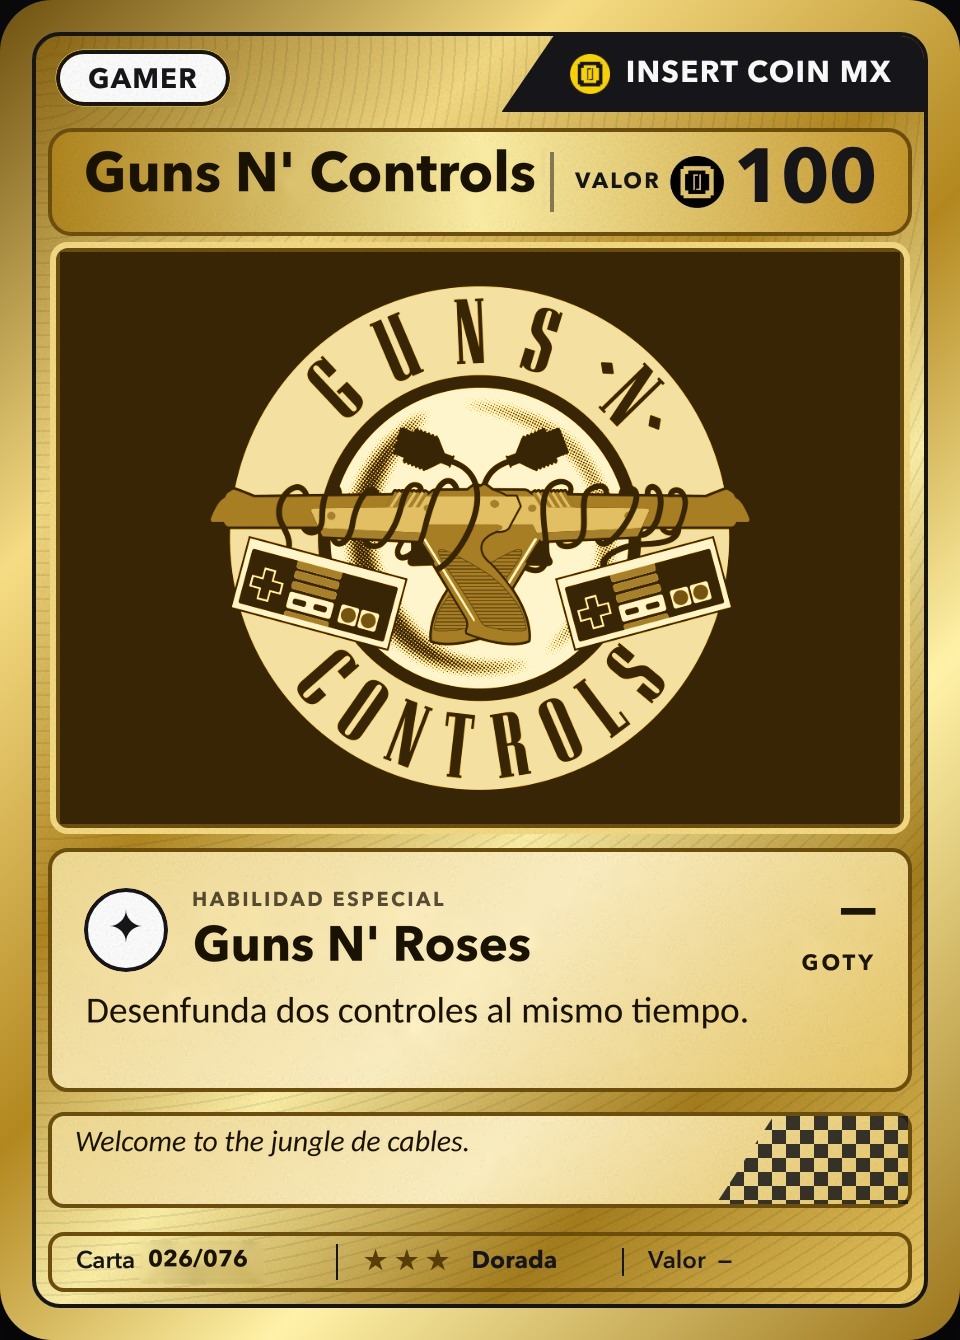 GAMER
INSERT COIN MX
Guns N' Controls
VALOR 100
GUNS ·N·
CONTROLS
HABILIDAD ESPECIAL
Guns N' Roses
–
GOTY
Desenfunda dos controles al mismo tiempo.
Welcome to the jungle de cables.
Carta 026/076 ★★★ Dorada Valor –